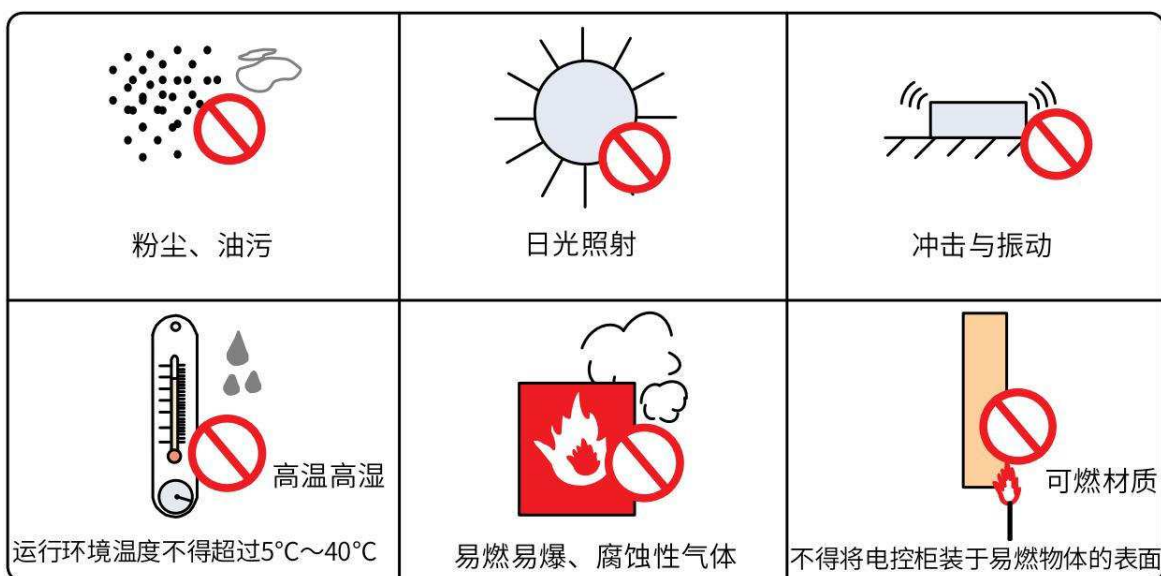 粉尘、油污
日光照射
冲击与振动
高温高湿
运行环境温度不得超过5℃～40℃
易燃易爆、腐蚀性气体
可燃材质
不得将电控柜装于易燃物体的表面